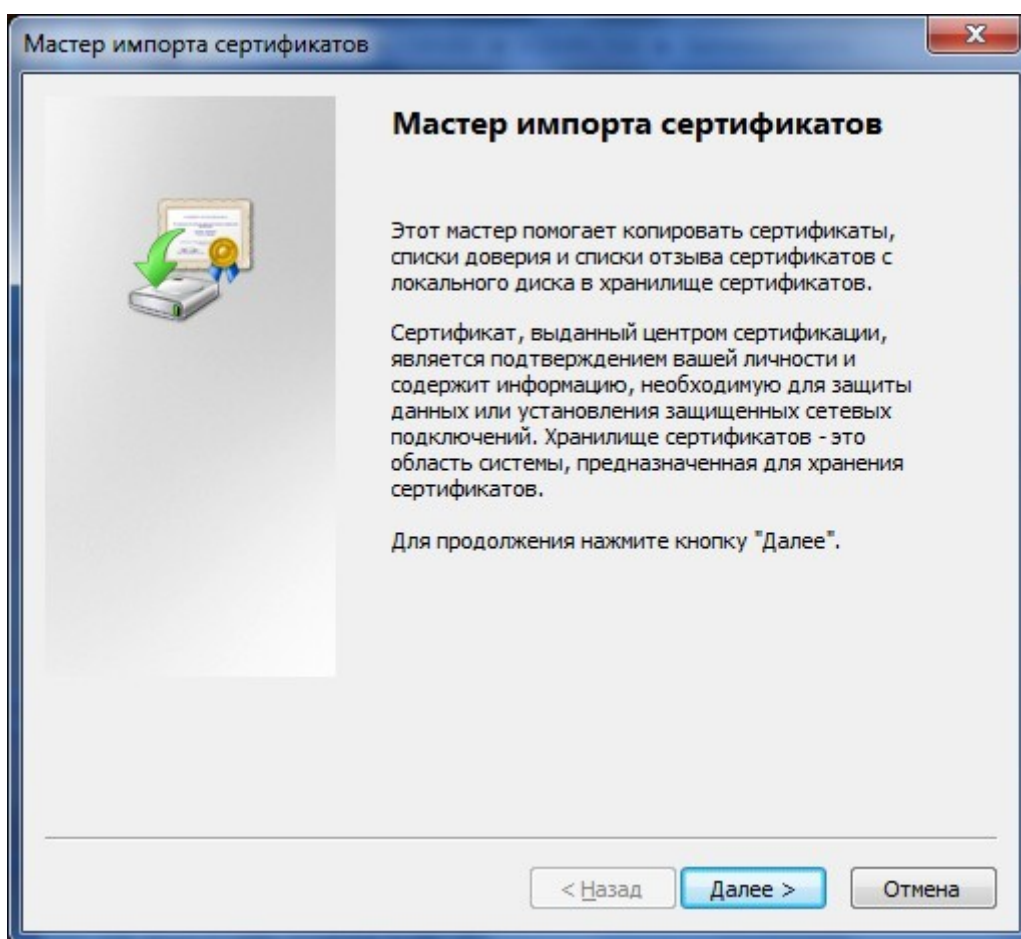 Мастер импорта сертификатов
Мастер импорта сертификатов
Этот мастер помогает копировать сертификаты,
списки доверия и списки отзыва сертификатов с
локального диска в хранилище сертификатов.
Сертификат, выданный центром сертификации,
является подтверждением вашей личности и
содержит информацию, необходимую для защиты
данных или установления защищенных сетевых
подключений. Хранилище сертификатов - это
область системы, предназначенная для хранения
сертификатов.
Для продолжения нажмите кнопку "Далее".
< Назад
Далее >
Отмена